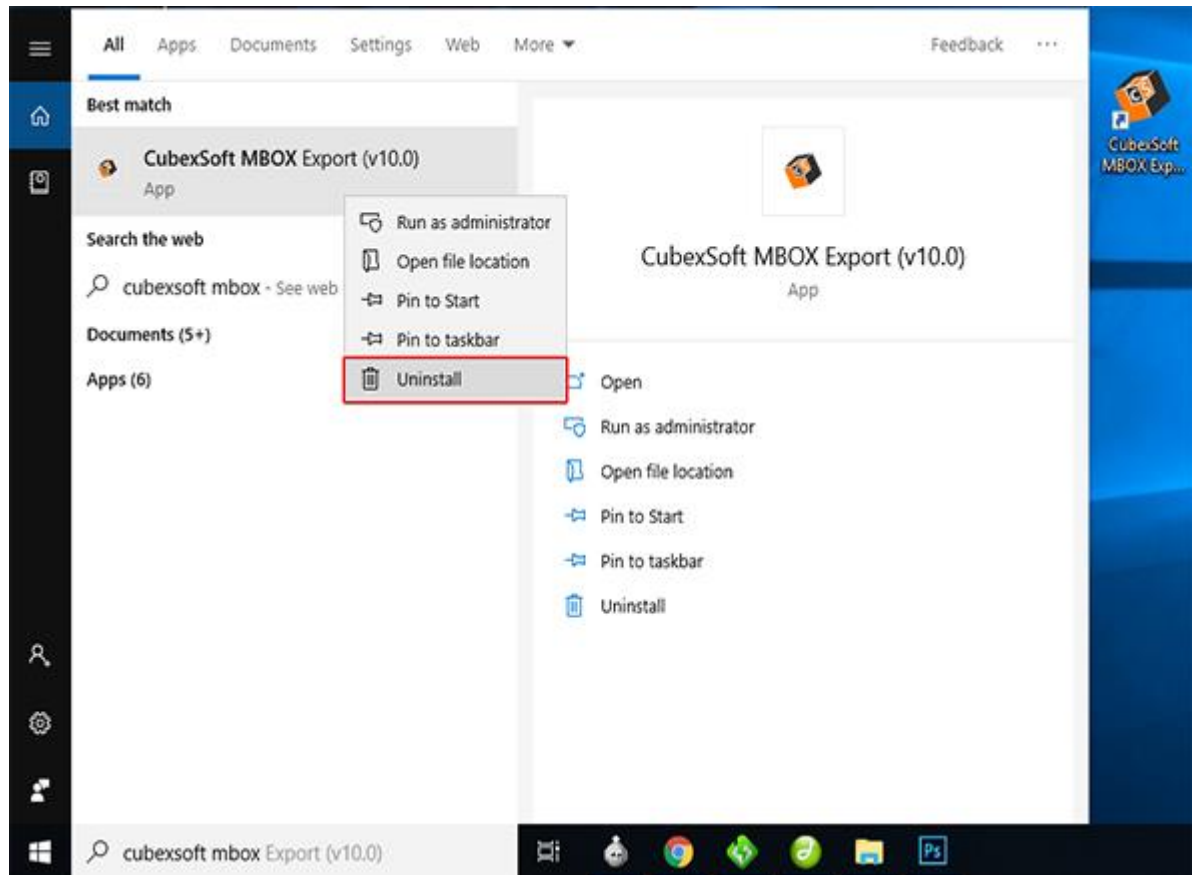 All Apps Documents Settings Web More Feedback ...
Best match
CubexSoft MBOX Export (v10.0)
App
Search the web
cubexsoft mbox - See web
Documents (5+)
Apps (6)
Run as administrator
Open file location
Pin to Start
Pin to taskbar
Uninstall
CubexSoft MBOX Export (v10.0)
App
Open
Run as administrator
Open file location
Pin to Start
Pin to taskbar
Uninstall
CS
CubexSoft
MBOX Exp...
cubexsoft mbox Export (v10.0)
Ps